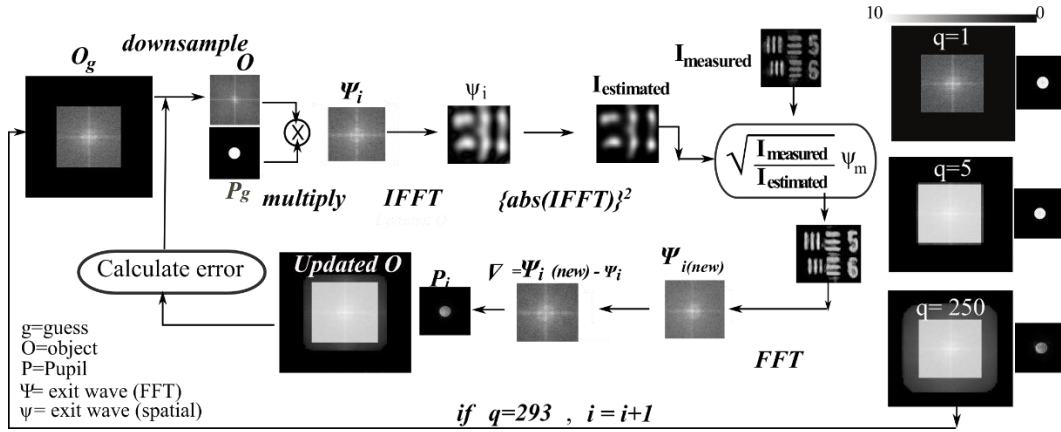 10 0
downsample
O_g
O
P_g
multiply
Ψ_i
IFFT
ψ_i
{abs(IFFT)}²
I_estimated
I_measured
√(I_measured / I_estimated) ψ_m
q=1
q=5
q= 250
Calculate error
Updated O
P_i
∇ =Ψ_i (new) - Ψ_i
Ψ_i(new)
FFT
g=guess
O=object
P=Pupil
Ψ= exit wave (FFT)
ψ= exit wave (spatial)
if q=293 , i = i+1